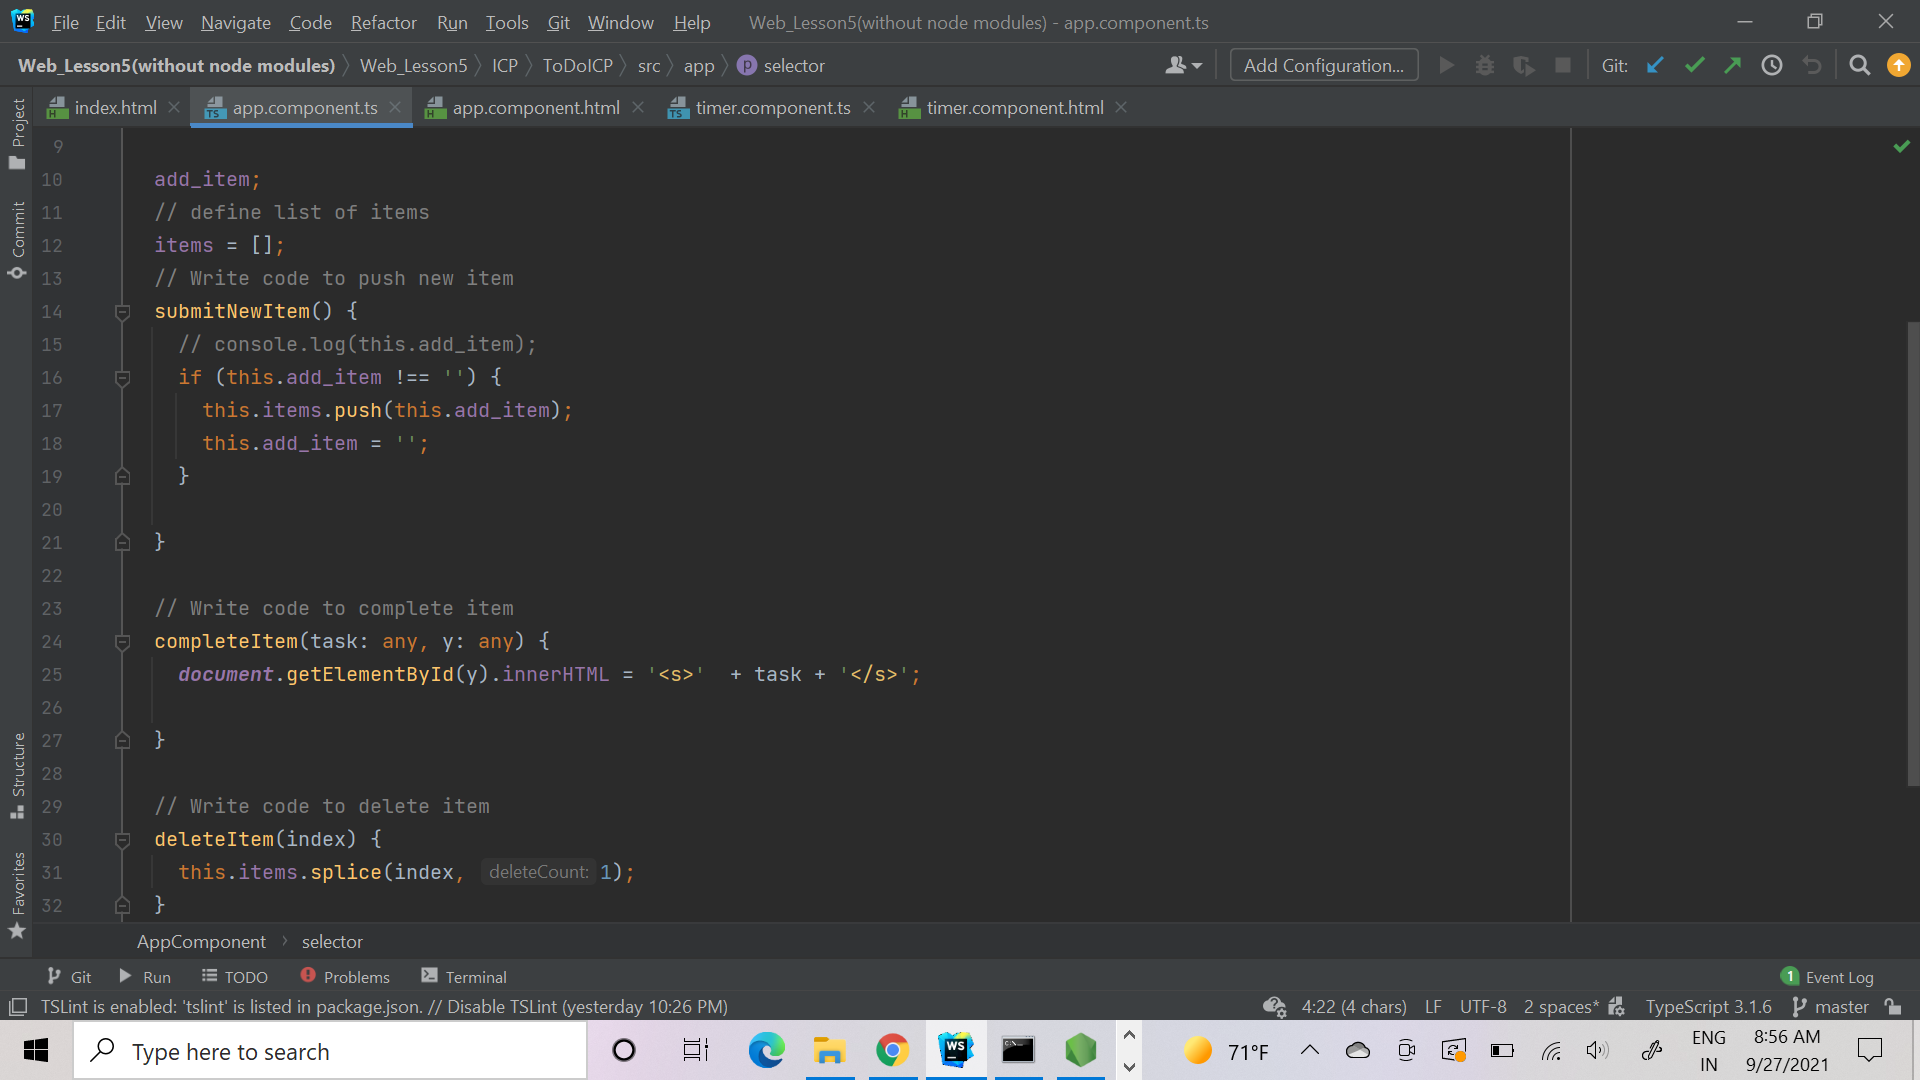 File Edit View Navigate Code Refactor Run Tools Git Window Help Web_Lesson5(without node modules) - app.component.ts
Web_Lesson5(without node modules) Web_Lesson5 ICP ToDoICP src app p selector Add Configuration... Git:
index.html app.component.ts app.component.html timer.component.ts timer.component.html
Project
Commit
Structure
Favorites
9
10 add_item;
11 // define list of items
12 items = [];
13 // Write code to push new item
14 submitNewItem() {
15 // console.log(this.add_item);
16 if (this.add_item !== '') {
17 this.items.push(this.add_item);
18 this.add_item = '';
19 }
20
21 }
22
23 // Write code to complete item
24 completeItem(task: any, y: any) {
25 document.getElementById(y).innerHTML = '<s>'  + task + '</s>';
26
27 }
28
29 // Write code to delete item
30 deleteItem(index) {
31 this.items.splice(index, deleteCount: 1);
32 }
AppComponent selector
Git Run TODO Problems Terminal 1 Event Log
TSLint is enabled: 'tslint' is listed in package.json. // Disable TSLint (yesterday 10:26 PM) 4:22 (4 chars) LF UTF-8 2 spaces* TypeScript 3.1.6 master
Type here to search WS 71°F ENG IN 8:56 AM 9/27/2021